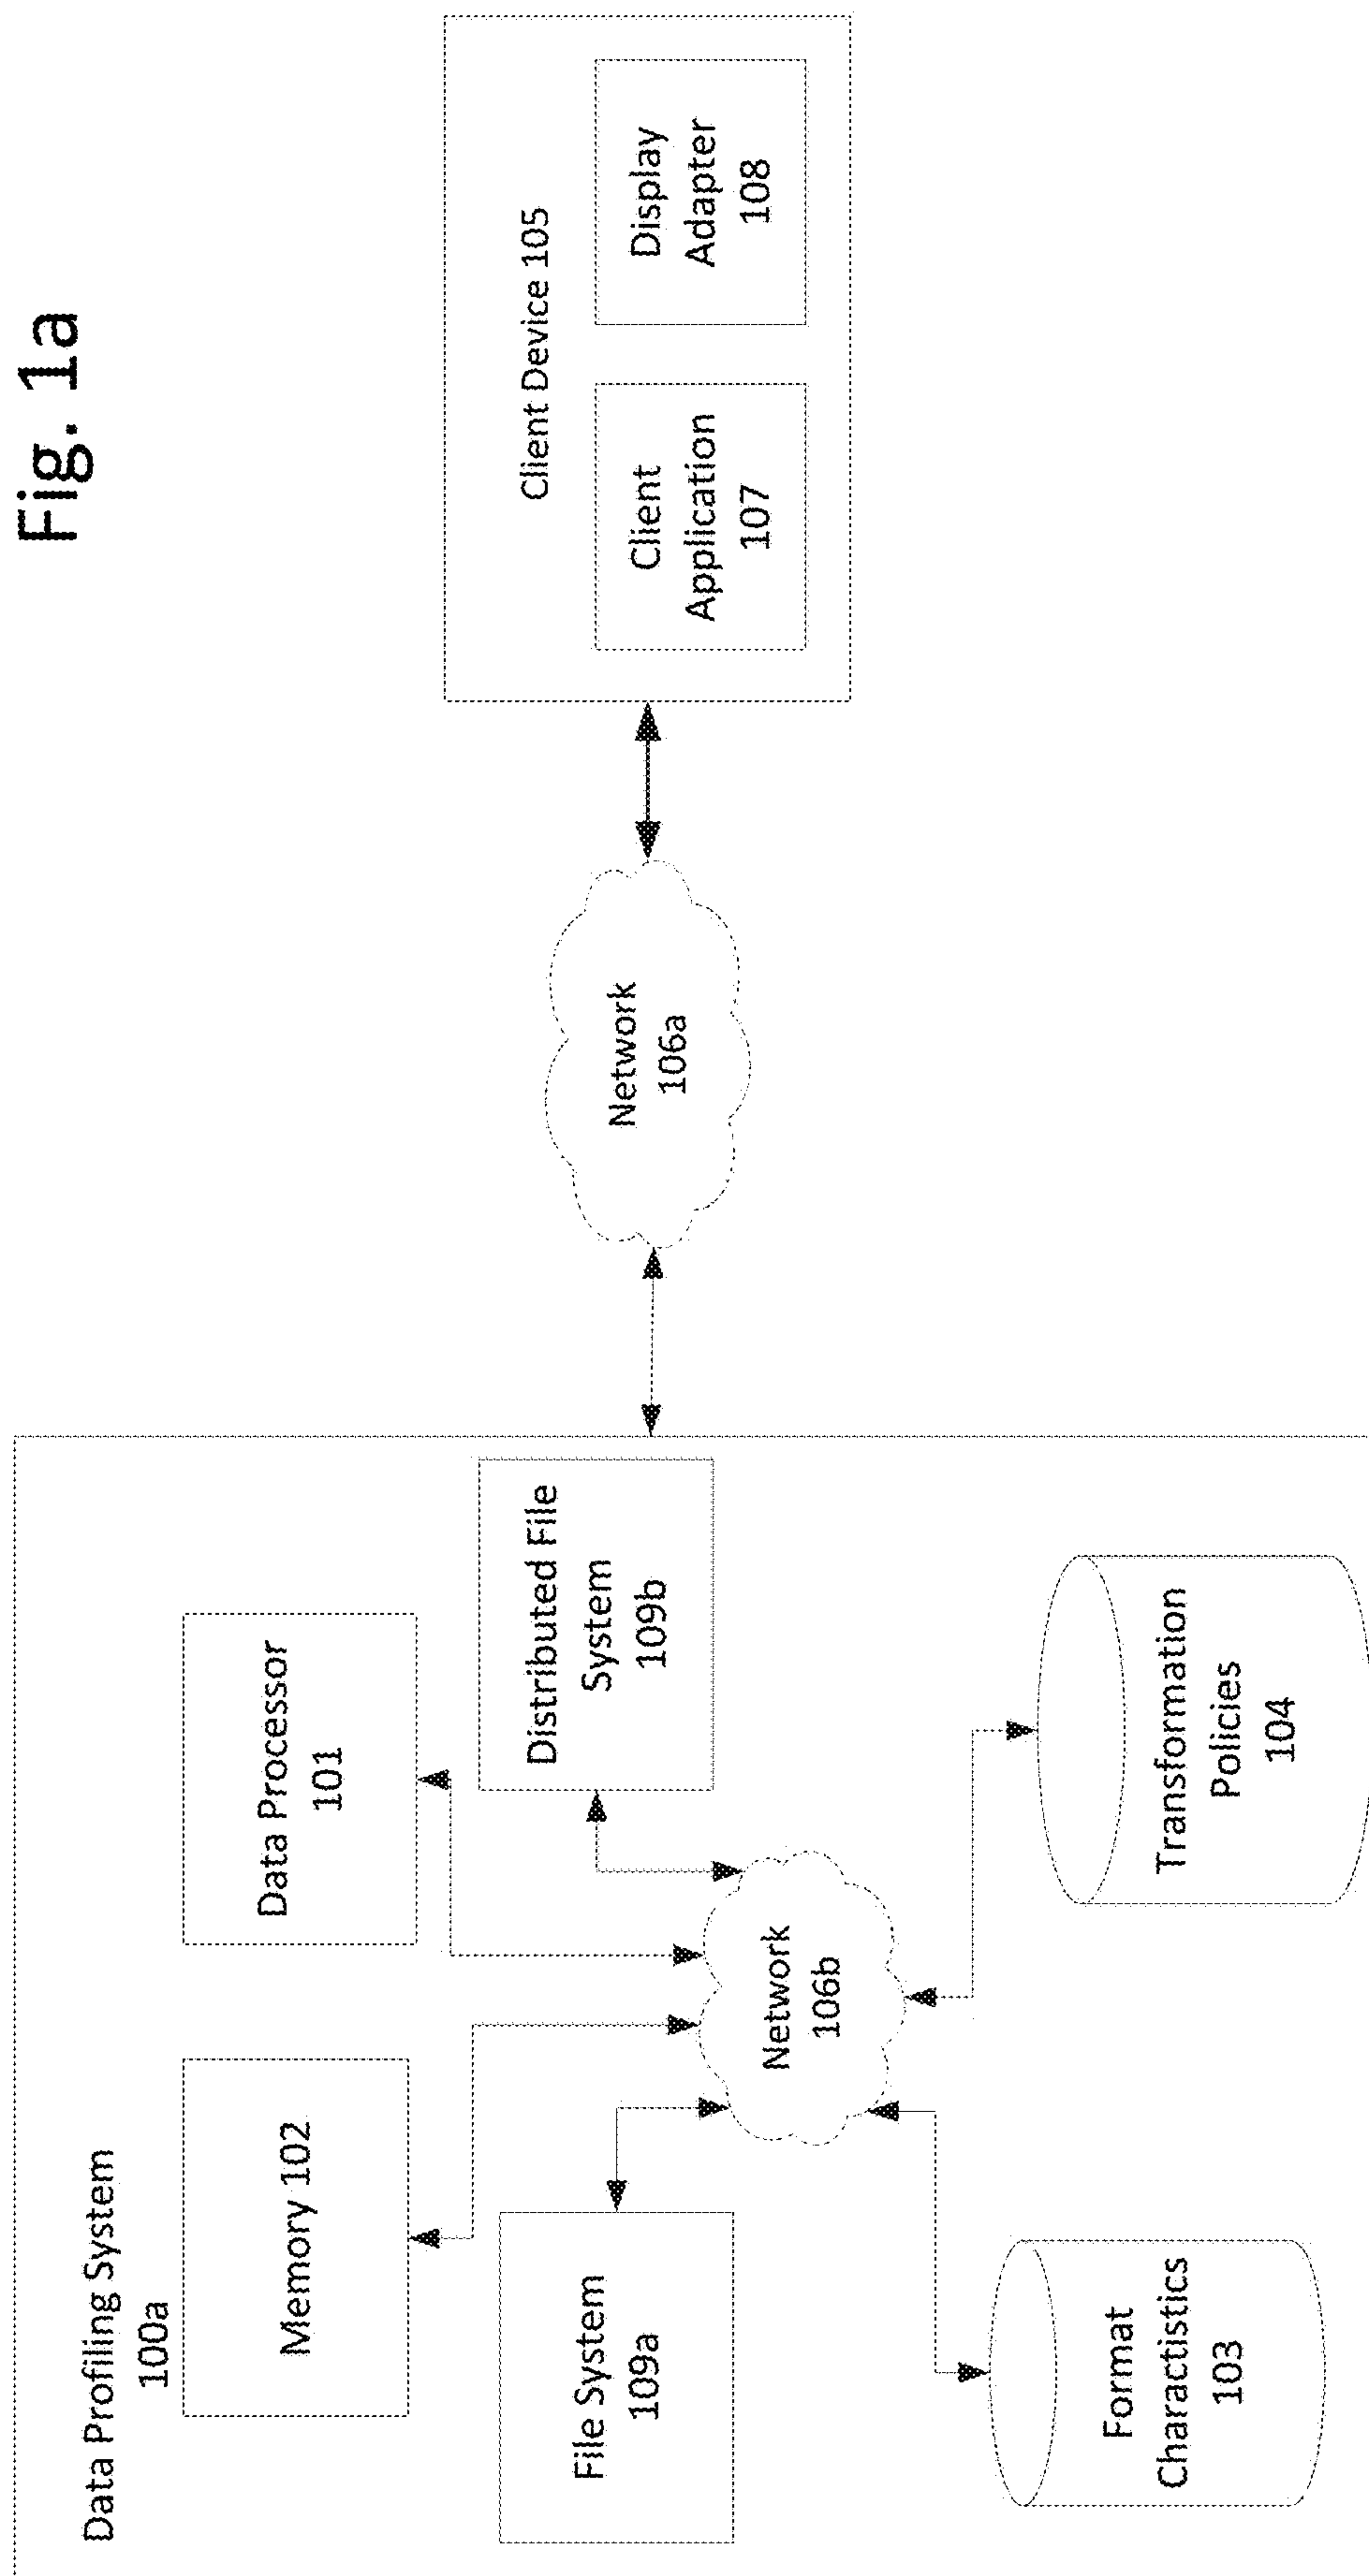 Fig. 1a
Data Profiling System
100a
Memory 102
Data Processor
101
File System
109a
Distributed File
System
109b
Network
106b
Format
Charactistics
103
Transformation
Policies
104
Network
106a
Client Device 105
Client
Application
107
Display
Adapter
108